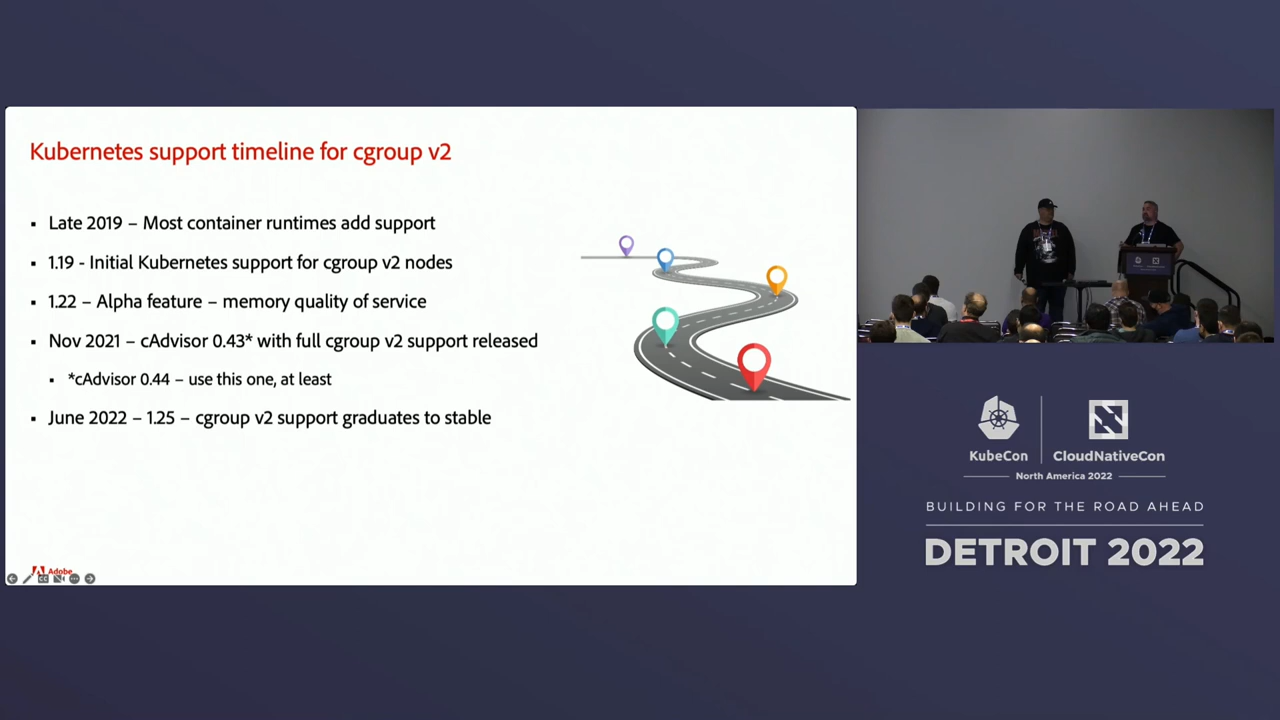 Kubernetes support timeline for cgroup v2
▪ Late 2019 – Most container runtimes add support
▪ 1.19 - Initial Kubernetes support for cgroup v2 nodes
▪ 1.22 – Alpha feature – memory quality of service
▪ Nov 2021 – cAdvisor 0.43* with full cgroup v2 support released
▪ *cAdvisor 0.44 – use this one, at least
▪ June 2022 – 1.25 – cgroup v2 support graduates to stable
Adobe
KubeCon
CloudNativeCon
North America 2022
BUILDING FOR THE ROAD AHEAD
DETROIT 2022